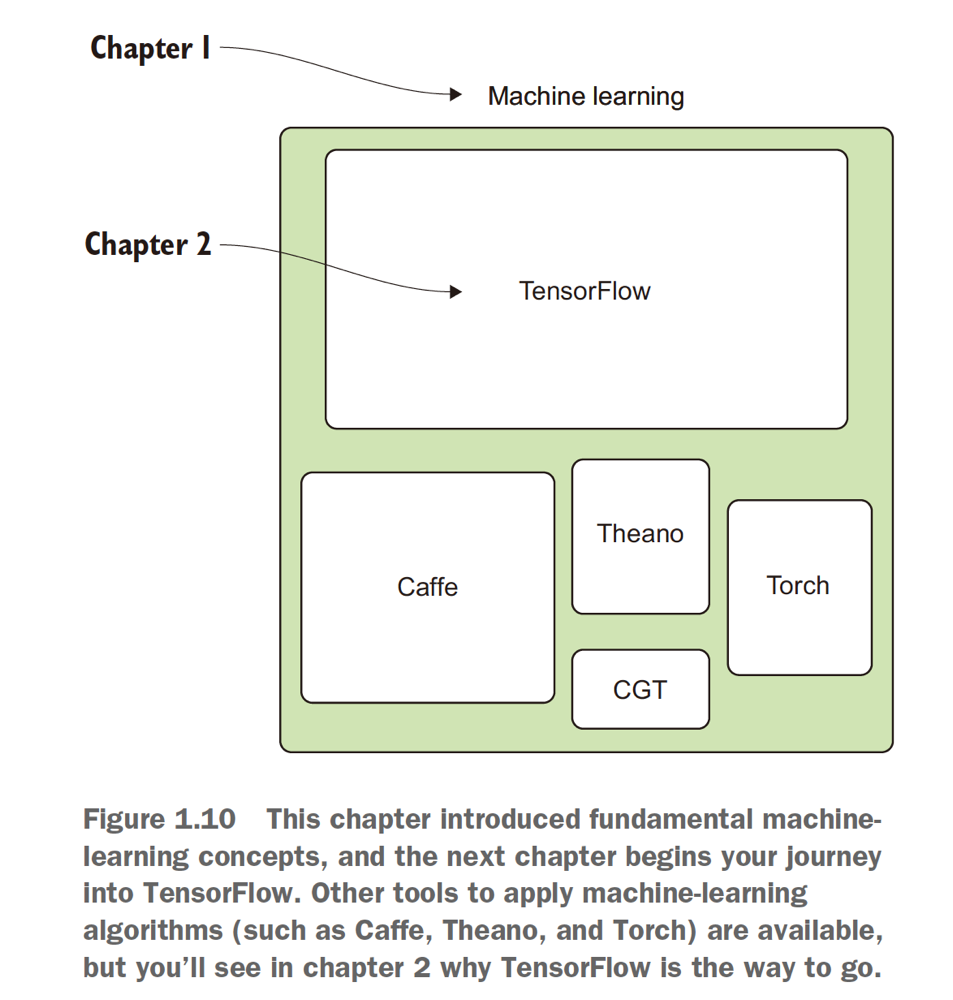 Chapter 1
Machine learning
Chapter 2
TensorFlow
Theano
Caffe
Torch
CGT
Figure 1.10 This chapter introduced fundamental machine-
learning concepts, and the next chapter begins your journey
into TensorFlow. Other tools to apply machine-learning
algorithms (such as Caffe, Theano, and Torch) are available,
but you’ll see in chapter 2 why TensorFlow is the way to go.